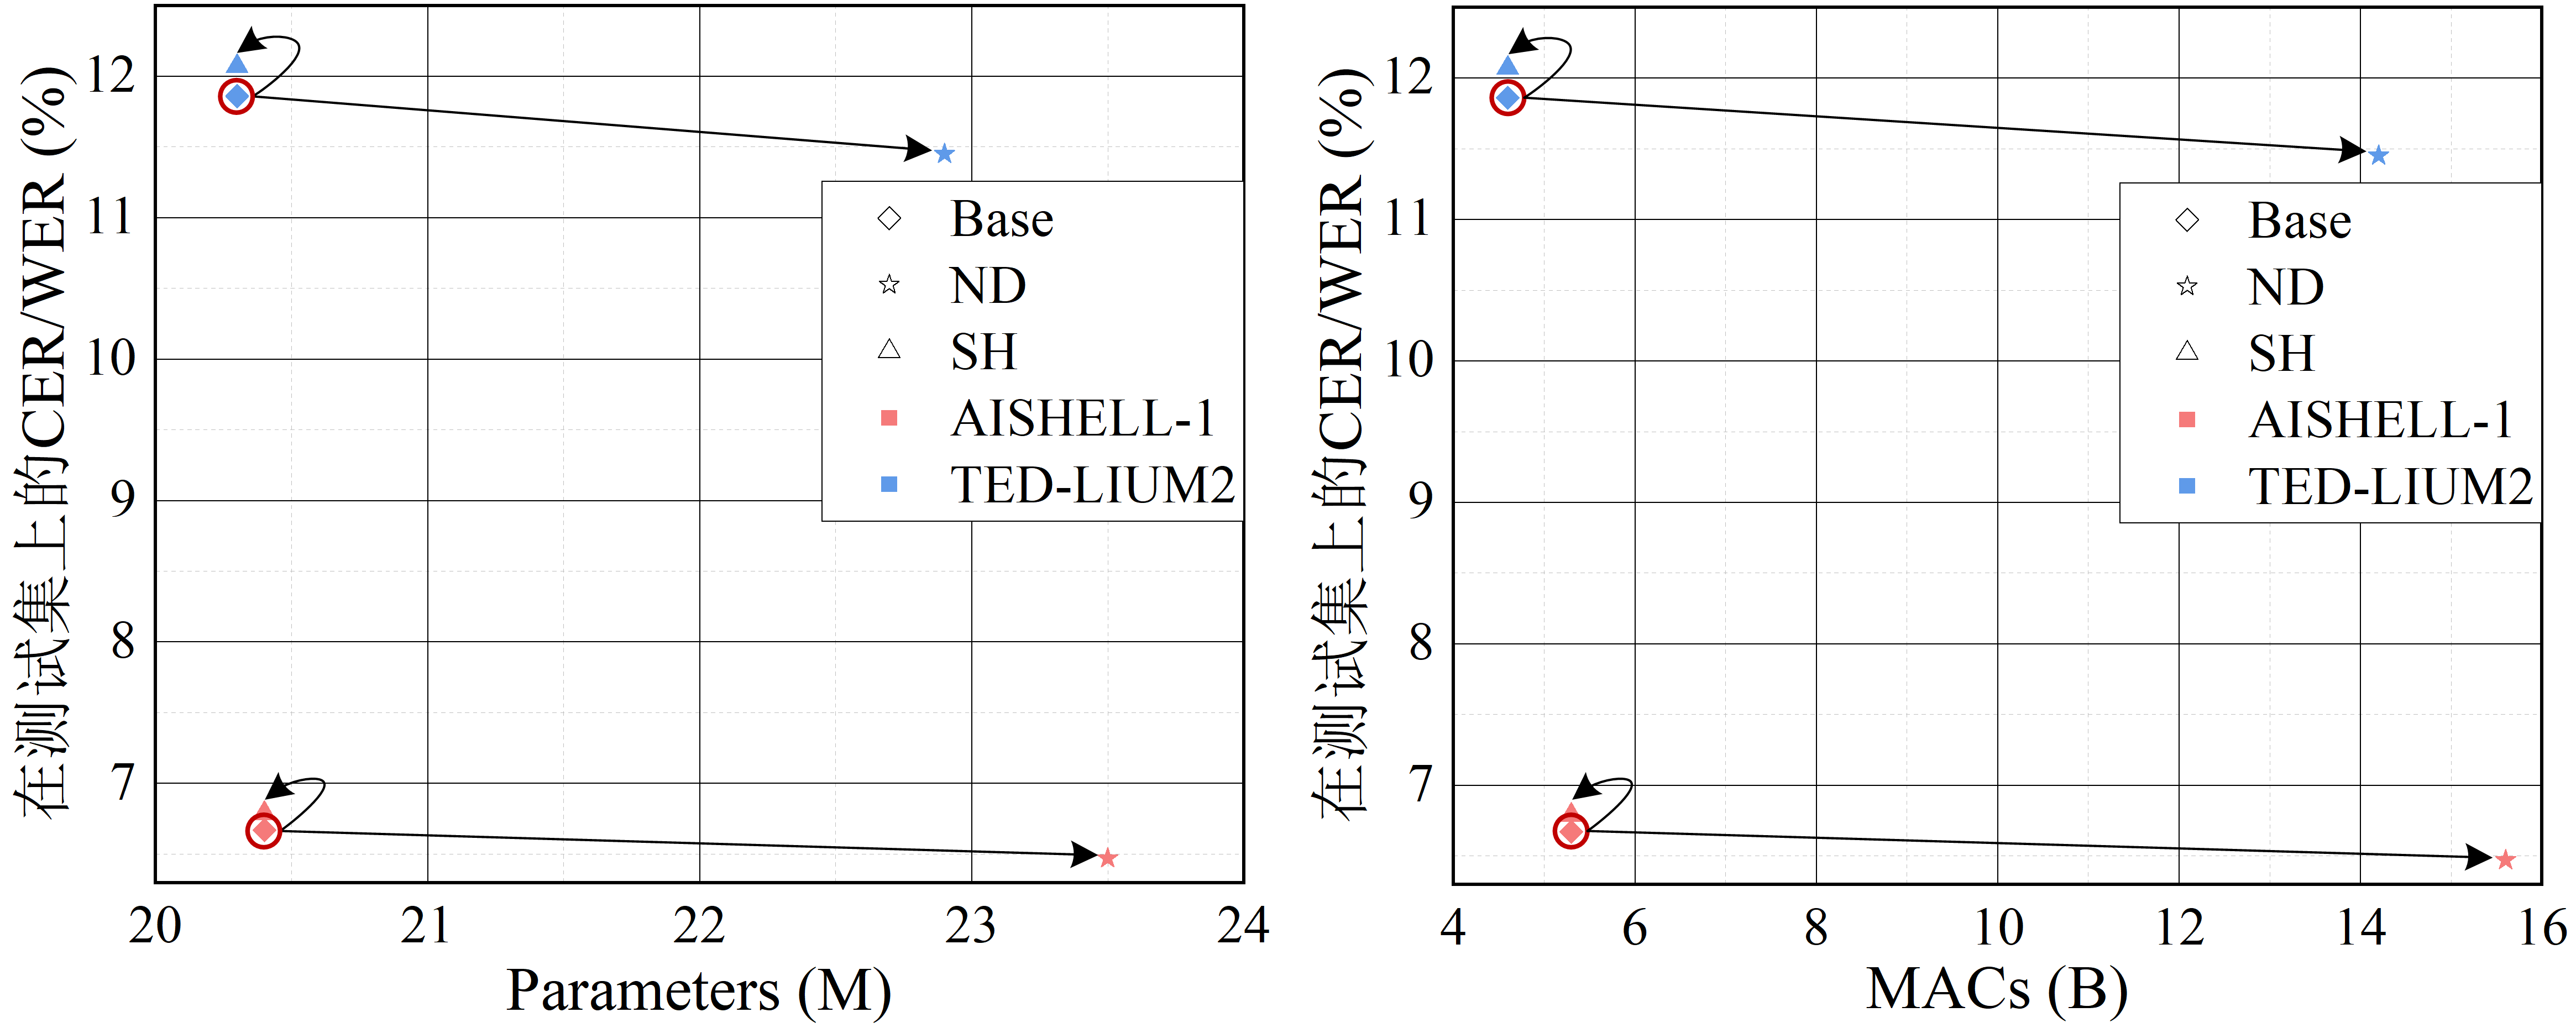 在测试集上的CER/WER (%)
12
11
10
9
8
7
Base
ND
SH
AISHELL-1
TED-LIUM2
20 21 22 23 24
Parameters (M)
在测试集上的CER/WER (%)
12
11
10
9
8
7
Base
ND
SH
AISHELL-1
TED-LIUM2
4 6 8 10 12 14 16
MACs (B)